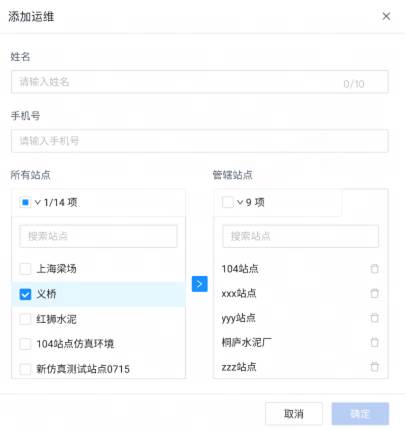 添加运维
姓名
请输入姓名 0/10
手机号
请输入手机号
所有站点
1/14 项
搜索站点
上海梁场
义桥
红狮水泥
104站点仿真环境
新仿真测试站点0715
管辖站点
9 项
搜索站点
104站点
xxx站点
yyy站点
桐庐水泥厂
zzz站点
取消 确定